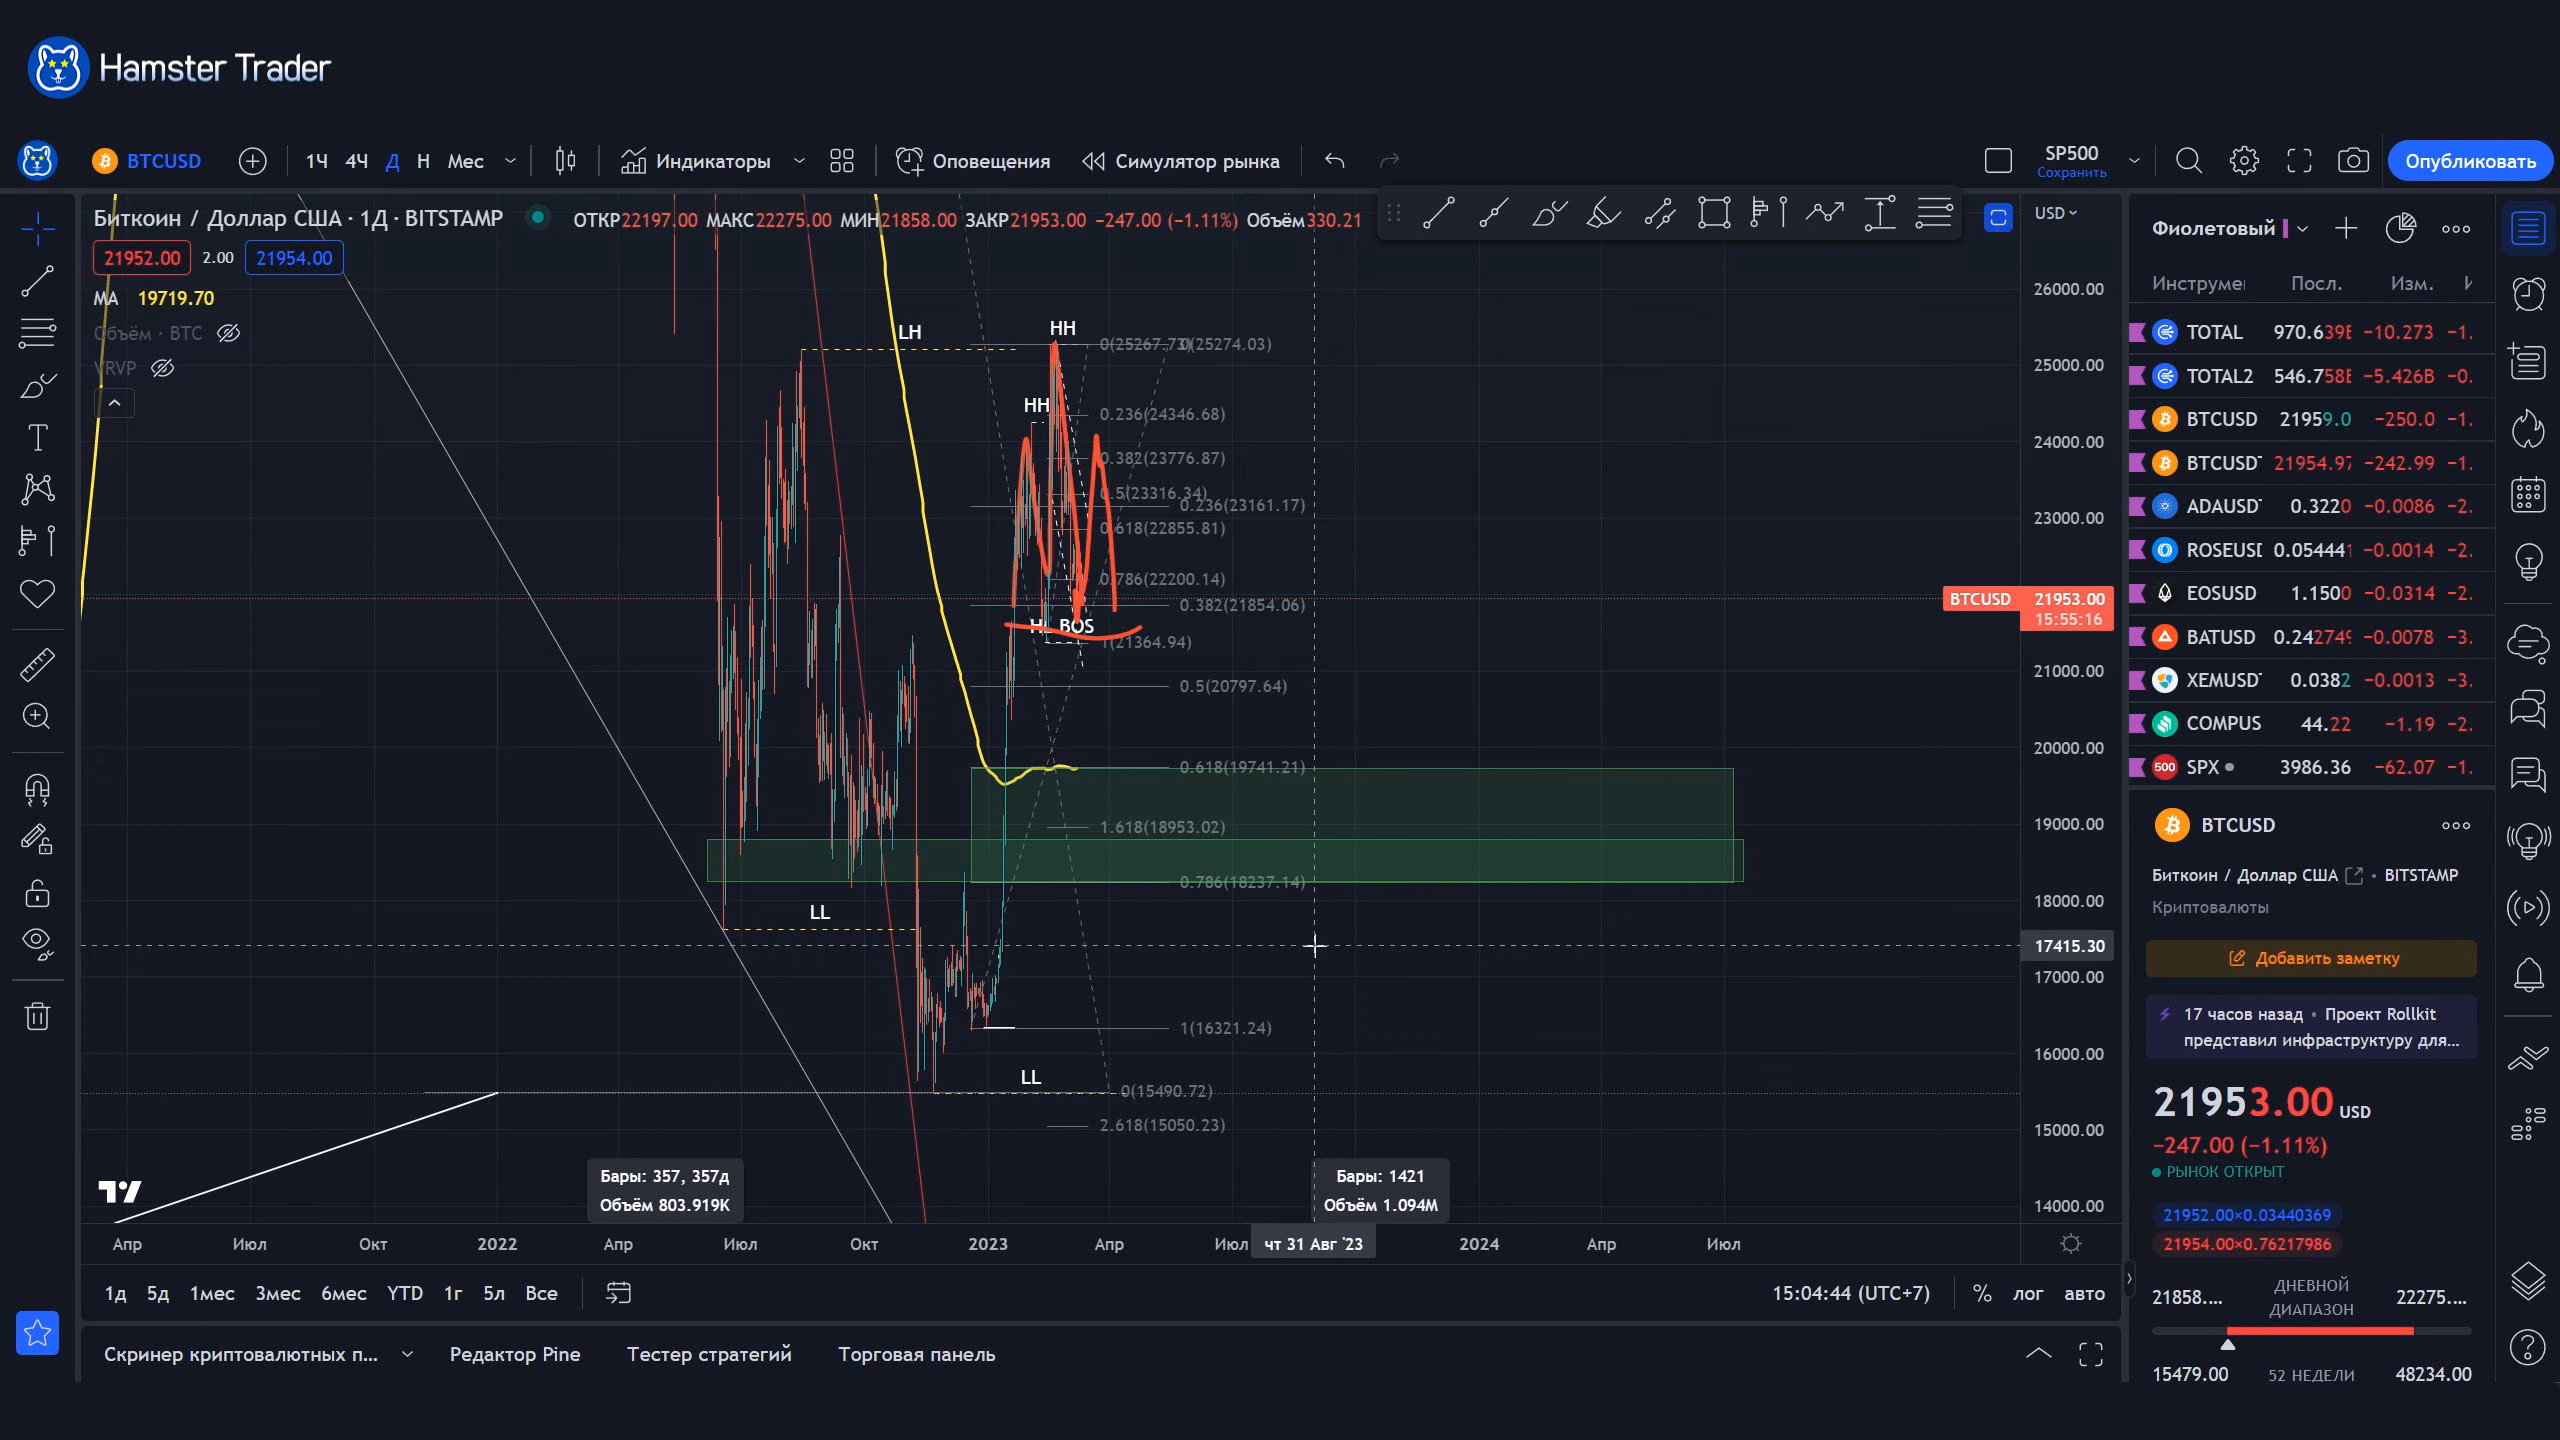 Hamster Trader
BTCUSD 1Ч 4Ч Д Н Мес Индикаторы Оповещения Симулятор рынка SP500 Сохранить Опубликовать
Биткоин / Доллар США · 1Д · BITSTAMP ОТКР22197.00 МАКС22275.00 МИН21858.00 ЗАКР21953.00 −247.00 (−1.11%) Объём330.21
21952.00 2.00 21954.00
MA 19719.70
Объём · BTC
VRVP
USD
26000.00
25000.00
24000.00
23000.00
BTCUSD 21953.00
15:55:16
21000.00
20000.00
19000.00
18000.00
17415.30
17000.00
16000.00
15000.00
14000.00
LH
HH
HH
BOS
LL
LL
0(25274.03)
0.236(24346.68)
0.382(23776.87)
0.5(23316.34)
0.236(23161.17)
0.618(22855.81)
0.786(22200.14)
0.382(21854.06)
1(21364.94)
0.5(20797.64)
0.618(19741.21)
1.618(18953.02)
0.786(18237.14)
1(16321.24)
0(15490.72)
2.618(15050.23)
Бары: 357, 357д
Объём 803.919K
Бары: 1421
Объём 1.094M
Апр Июл Окт 2022 Апр Июл Окт 2023 Апр Июл чт 31 Авг '23 2024 Апр Июл
1д 5д 1мес 3мес 6мес YTD 1г 5л Все 15:04:44 (UTC+7) % лог авто
Скринер криптовалютных п... Редактор Pine Тестер стратегий Торговая панель
Фиолетовый
Посл. Изм.
TOTAL −10.273 −1.
TOTAL2 −5.426B −0.
BTCUSD 21959.0 −250.0 −1.
BTCUSD 21954.97 −242.99 −1.
ADAUSD 0.3220 −0.0086 −2.
−0.0014 −2.
EOSUSD 1.1500 −0.0314 −2.
BATUSD −0.0078 −3.
XEMUSD 0.0382 −0.0013 −3.
COMPUS 44.22 −1.19 −2.
500 SPX 3986.36 −62.07 −1.
BTCUSD
Биткоин / Доллар США · BITSTAMP
Криптовалюты
Добавить заметку
17 часов назад · Проект Rollkit
представил инфраструктуру для...
21953.00 USD
−247.00 (−1.11%)
РЫНОК ОТКРЫТ
21952.00×0.03440369
21954.00×0.76217986
21858.... ДНЕВНОЙ ДИАПАЗОН 22275....
15479.00 52 НЕДЕЛИ 48234.00